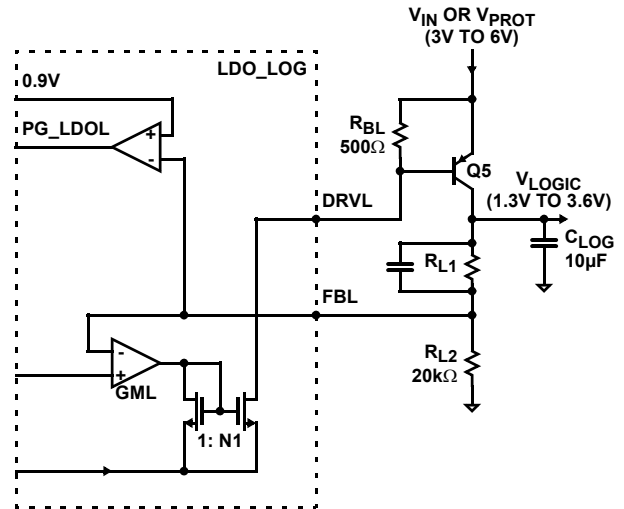 V_IN OR V_PROT
(3V TO 6V)
LDO_LOG
0.9V
PG_LDOL
+
-
R_BL
500Ω
Q5
V_LOGIC
(1.3V TO 3.6V)
DRVL
C_LOG
10µF
R_L1
FBL
-
+
GML
R_L2
20kΩ
1: N1